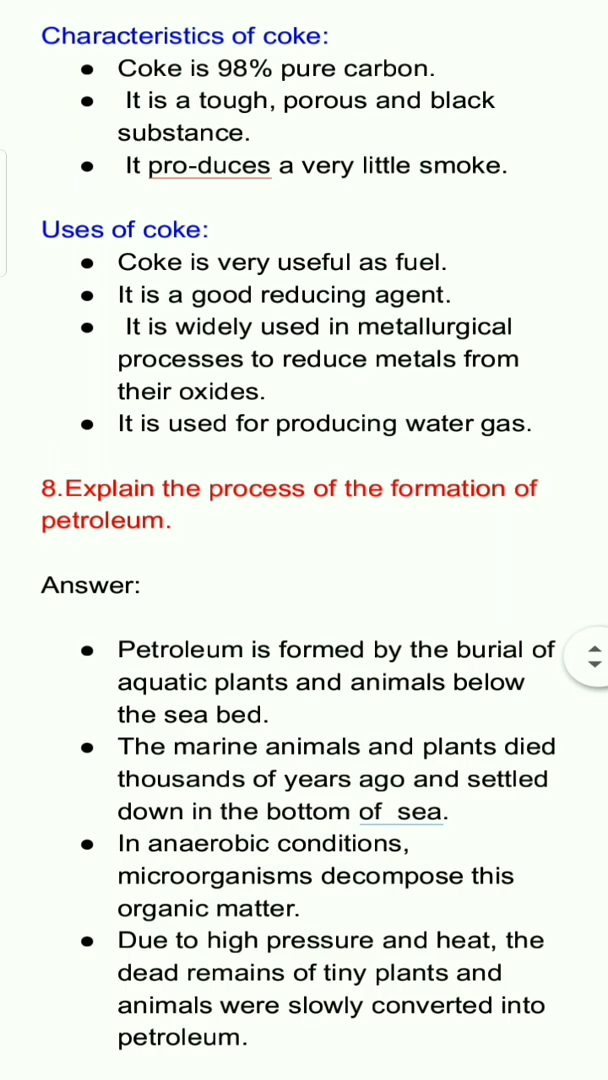 Characteristics of coke:
● Coke is 98% pure carbon.
● It is a tough, porous and black
substance.
● It pro-duces a very little smoke.
Uses of coke:
● Coke is very useful as fuel.
● It is a good reducing agent.
● It is widely used in metallurgical
processes to reduce metals from
their oxides.
● It is used for producing water gas.
8.Explain the process of the formation of
petroleum.
Answer:
● Petroleum is formed by the burial of
aquatic plants and animals below
the sea bed.
● The marine animals and plants died
thousands of years ago and settled
down in the bottom of  sea.
● In anaerobic conditions,
microorganisms decompose this
organic matter.
● Due to high pressure and heat, the
dead remains of tiny plants and
animals were slowly converted into
petroleum.